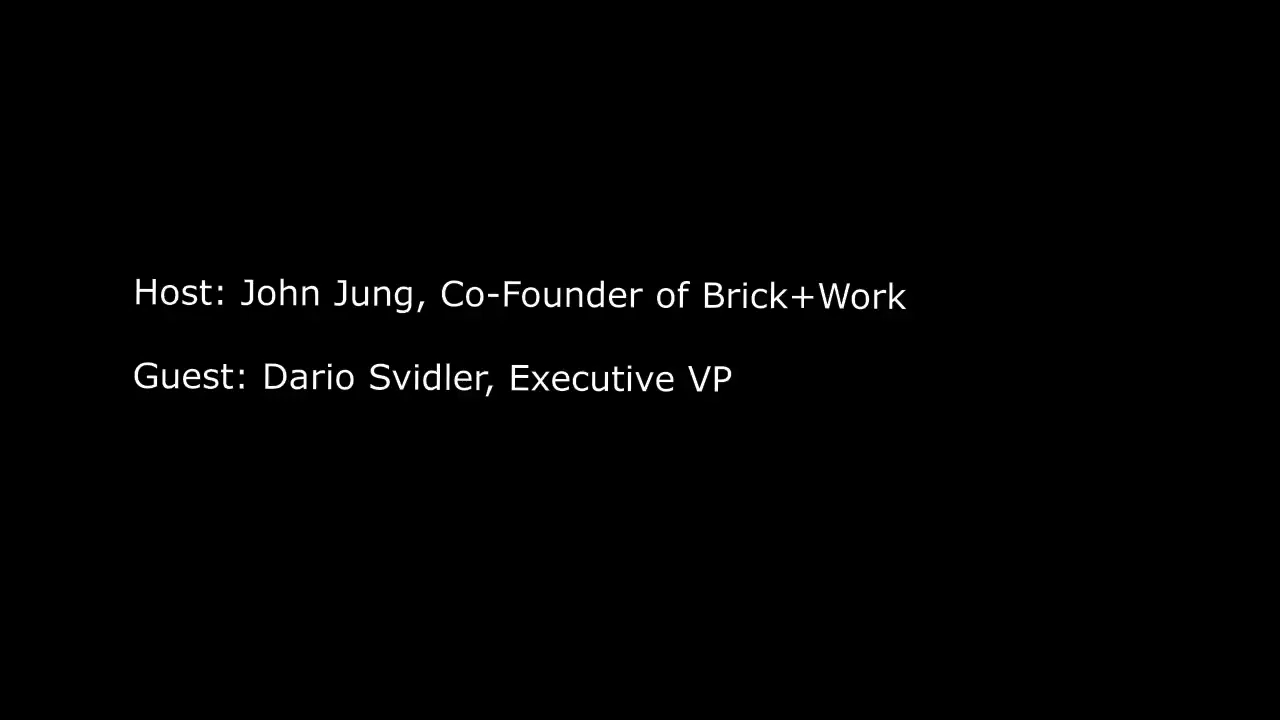 Host: John Jung, Co-Founder of Brick+Work
Guest: Dario Svidler, Executive VP